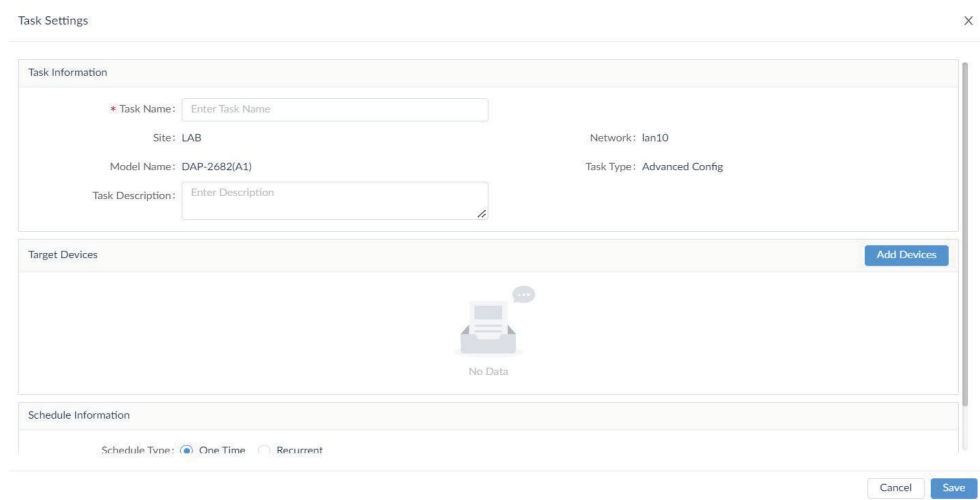 Task Settings
X
Task Information
* Task Name: Enter Task Name
Site: LAB Network: lan10
Model Name: DAP-2682(A1) Task Type: Advanced Config
Task Description: Enter Description
Target Devices Add Devices
No Data
Schedule Information
Schedule Type: One Time Recurrent
Cancel Save